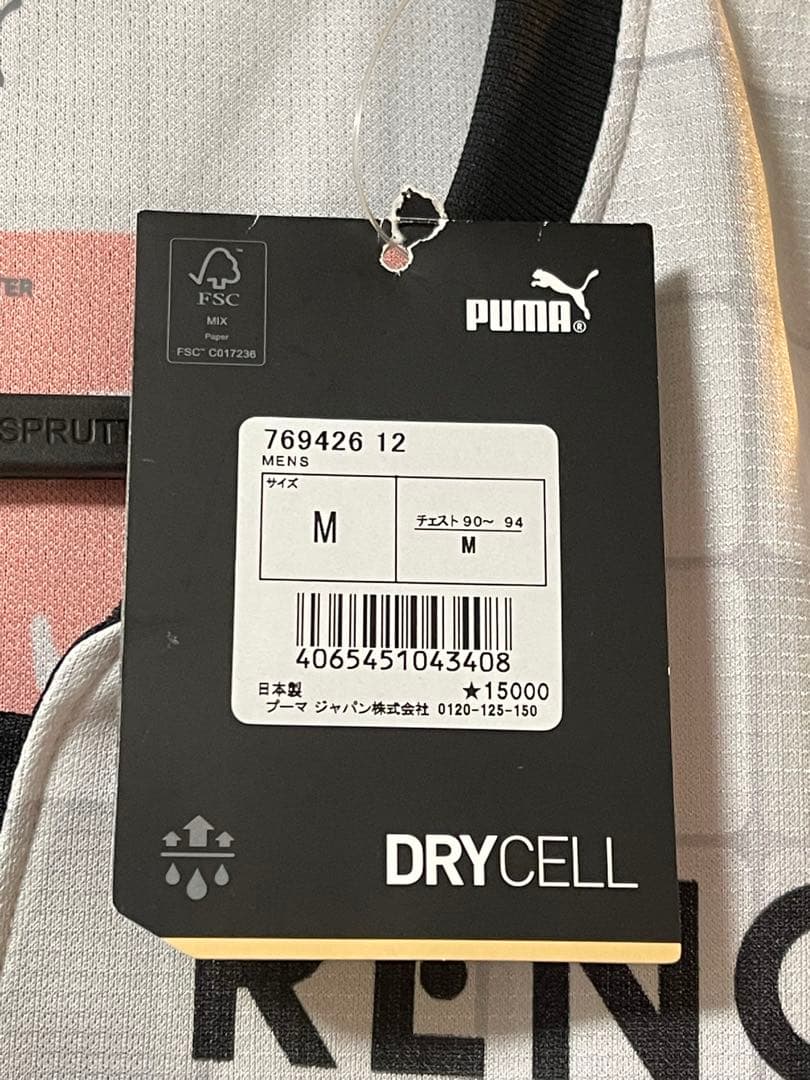 FSC
MIX
Paper
FSC™ C017236
PUMA®
TER
SPRUTT
769426 12
MENS
サイズ
M
チェスト 90～ 94
M
4065451043408
日本製 ★15000
プーマ ジャパン株式会社 0120-125-150
DRYCELL